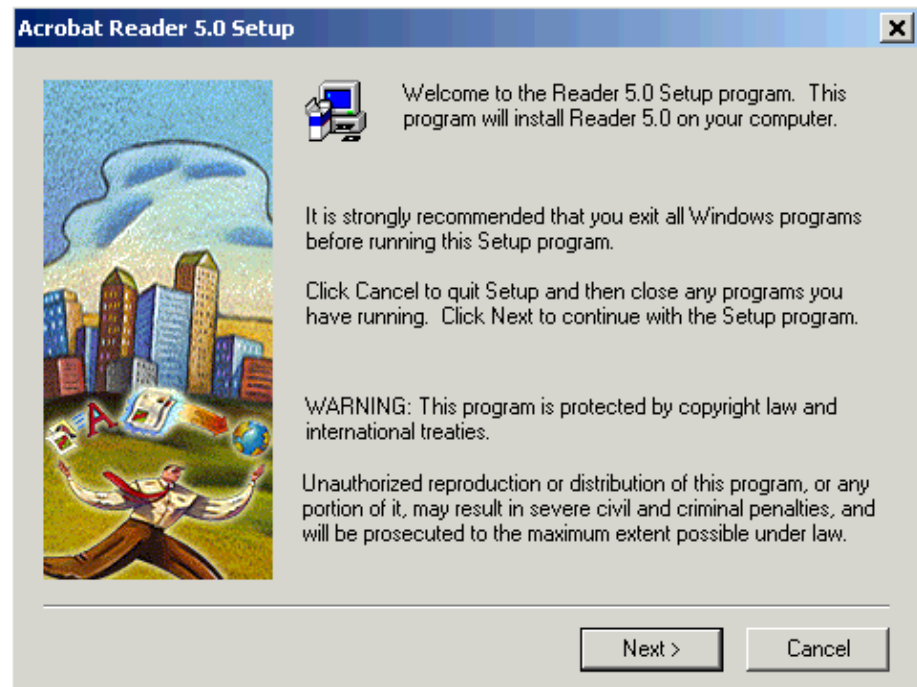 Acrobat Reader 5.0 Setup
Welcome to the Reader 5.0 Setup program. This
program will install Reader 5.0 on your computer.
It is strongly recommended that you exit all Windows programs
before running this Setup program.
Click Cancel to quit Setup and then close any programs you
have running. Click Next to continue with the Setup program.
WARNING: This program is protected by copyright law and
international treaties.
Unauthorized reproduction or distribution of this program, or any
portion of it, may result in severe civil and criminal penalties, and
will be prosecuted to the maximum extent possible under law.
A
Next >
Cancel